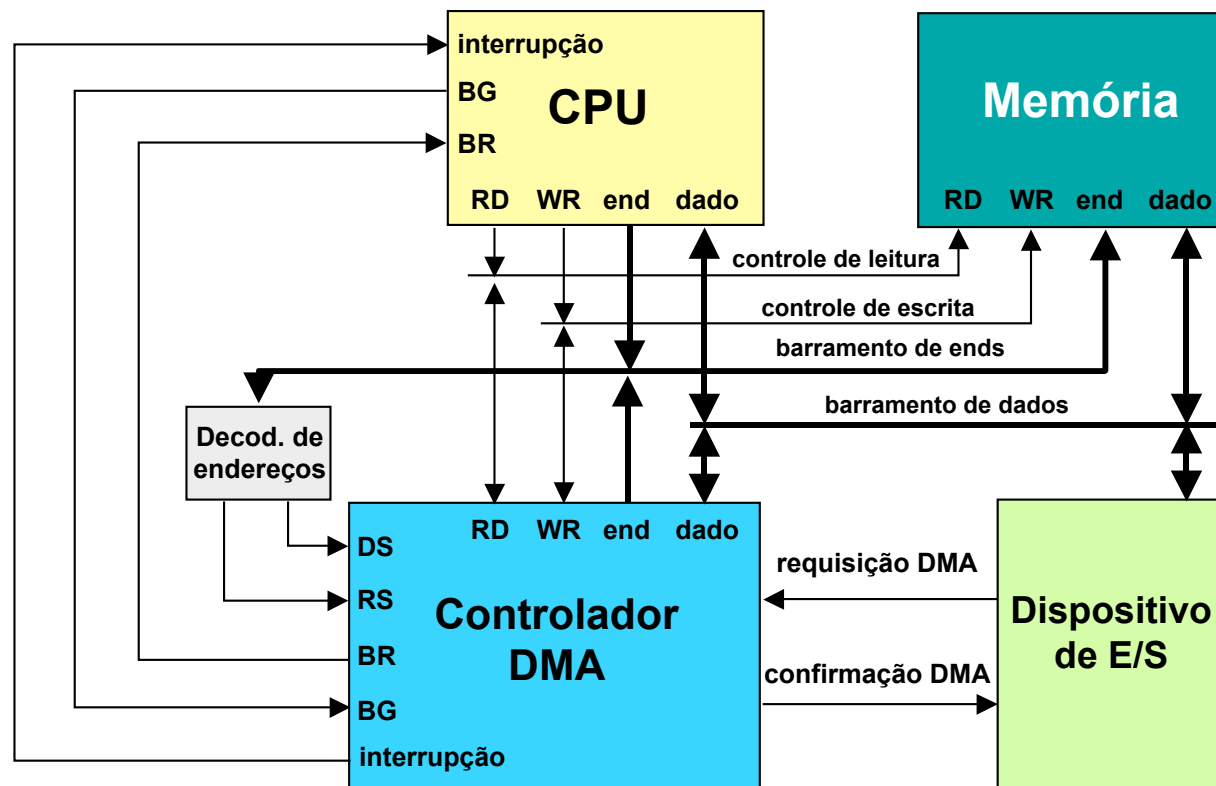 interrupção
BG
CPU
BR
RD WR end dado
Memória
RD WR end dado
controle de leitura
controle de escrita
barramento de ends
barramento de dados
Decod. de
endereços
RD WR end dado
DS
RS
Controlador
DMA
BR
BG
interrupção
requisição DMA
confirmação DMA
Dispositivo
de E/S